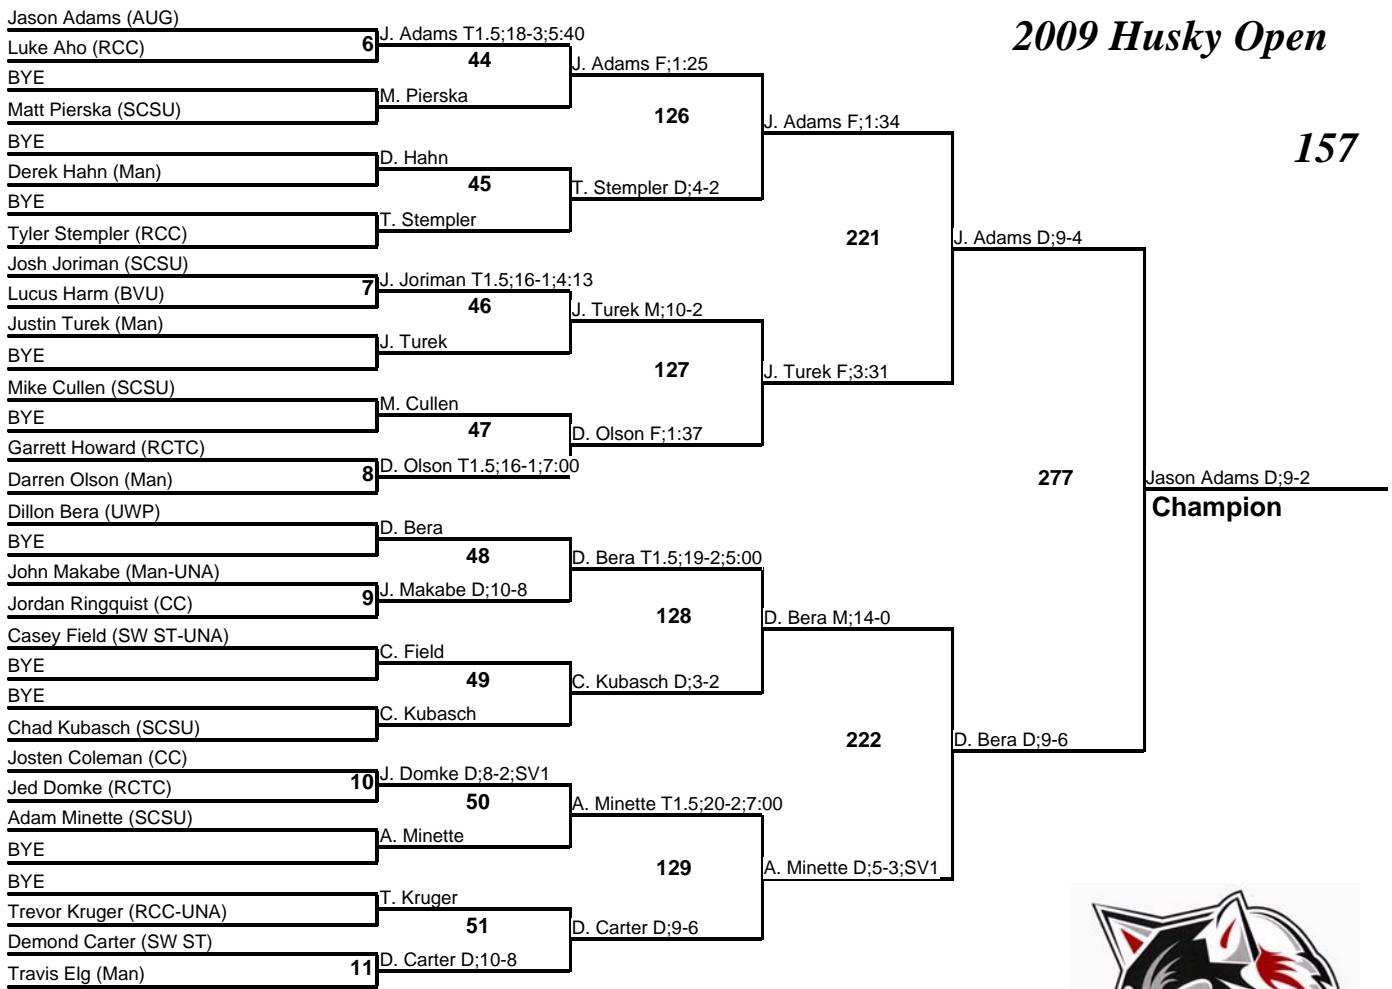 2009 Husky Open
157
Jason Adams (AUG)
Luke Aho (RCC)
BYE
Matt Pierska (SCSU)
BYE
Derek Hahn (Man)
BYE
Tyler Stempler (RCC)
Josh Joriman (SCSU)
Lucus Harm (BVU)
Justin Turek (Man)
BYE
Mike Cullen (SCSU)
BYE
Garrett Howard (RCTC)
Darren Olson (Man)
Dillon Bera (UWP)
BYE
John Makabe (Man-UNA)
Jordan Ringquist (CC)
Casey Field (SW ST-UNA)
BYE
BYE
Chad Kubasch (SCSU)
Josten Coleman (CC)
Jed Domke (RCTC)
Adam Minette (SCSU)
BYE
BYE
Trevor Kruger (RCC-UNA)
Demond Carter (SW ST)
Travis Elg (Man)
6
7
8
9
10
11
J. Adams T1.5;18-3;5:40
44
M. Pierska
D. Hahn
45
T. Stempler
J. Joriman T1.5;16-1;4:13
46
J. Turek
M. Cullen
47
D. Olson T1.5;16-1;7:00
D. Bera
48
J. Makabe D;10-8
C. Field
49
C. Kubasch
J. Domke D;8-2;SV1
50
A. Minette
T. Kruger
51
D. Carter D;10-8
J. Adams F;1:25
126
T. Stempler D;4-2
J. Turek M;10-2
127
D. Olson F;1:37
D. Bera T1.5;19-2;5:00
128
C. Kubasch D;3-2
A. Minette T1.5;20-2;7:00
129
D. Carter D;9-6
J. Adams F;1:34
221
J. Turek F;3:31
D. Bera M;14-0
222
A. Minette D;5-3;SV1
J. Adams D;9-4
277
D. Bera D;9-6
Jason Adams D;9-2
Champion